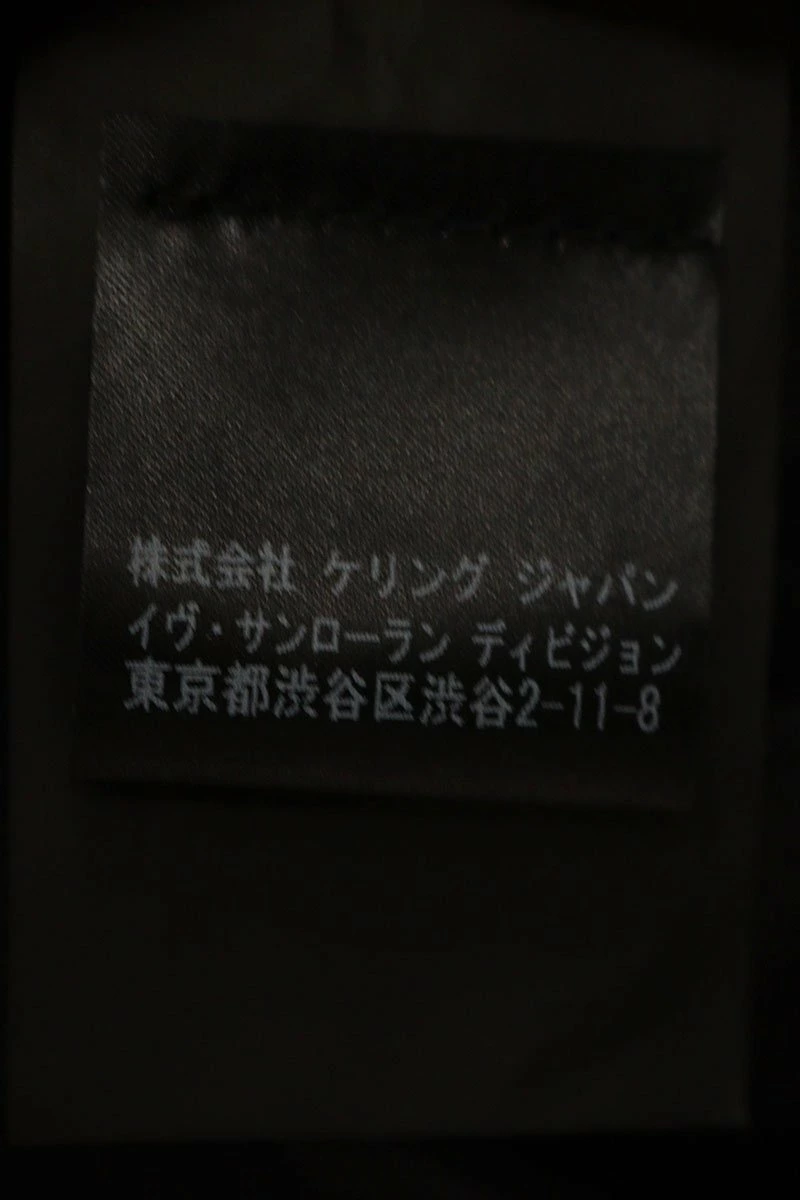 株式会社 ケリング ジャパン
イヴ・サンローラン ディビジョン
東京都渋谷区渋谷2-11-8